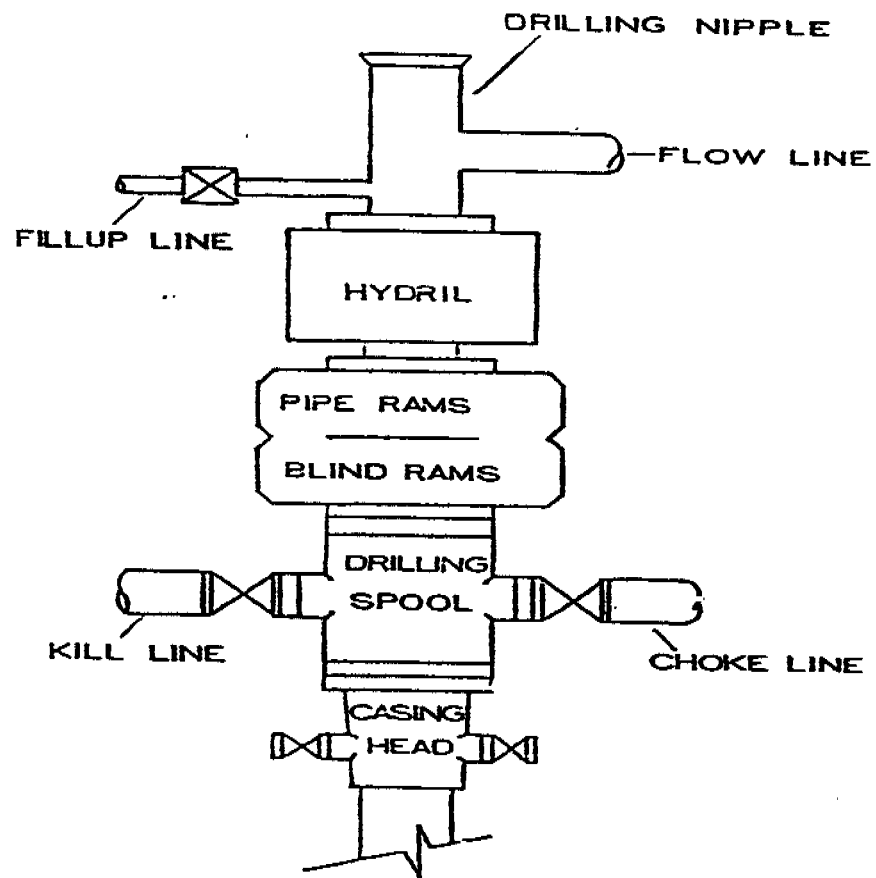 DRILLING NIPPLE
FLOW LINE
FILLUP LINE
HYDRIL
PIPE RAMS
BLIND RAMS
DRILLING
SPOOL
KILL LINE
CHOKE LINE
CASING
HEAD